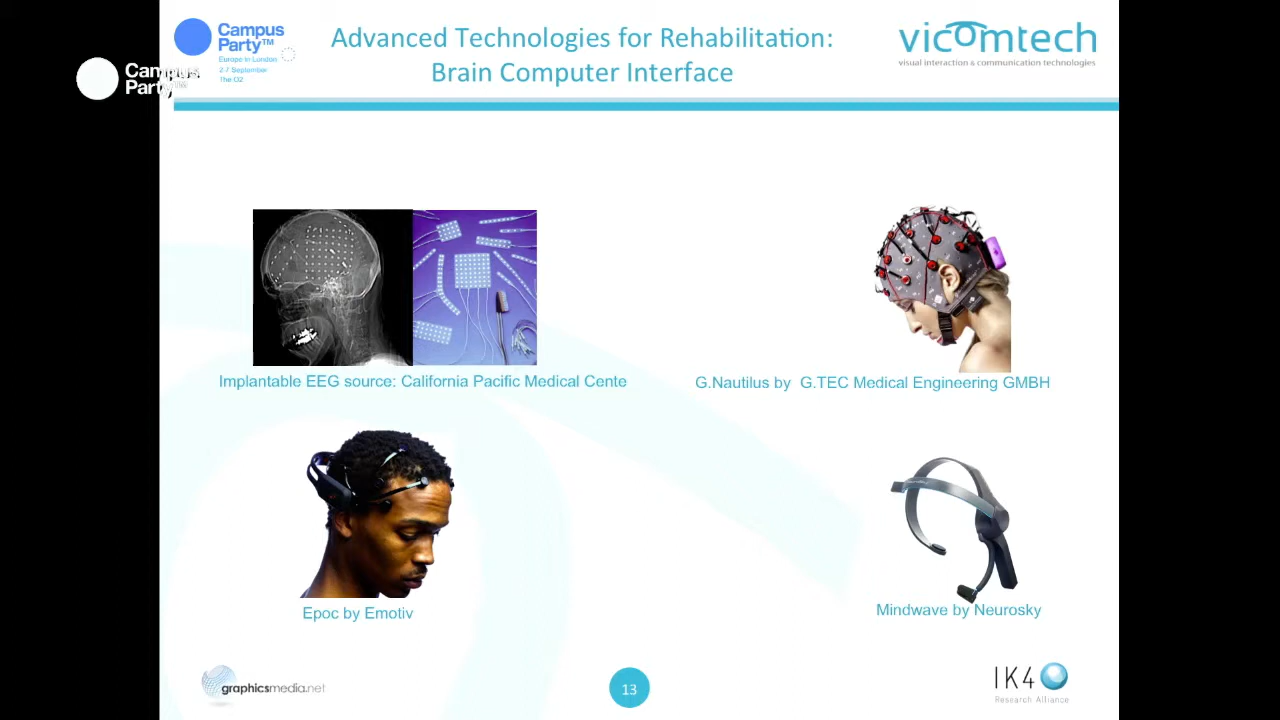 Campus
Party™
Europe in London
2-7 September
The O2
Campus
Party™
Advanced Technologies for Rehabilitation:
Brain Computer Interface
vicomtech
visual interaction & communication technologies
Implantable EEG source: California Pacific Medical Cente
G.Nautilus by G.TEC Medical Engineering GMBH
Epoc by Emotiv
Mindwave by Neurosky
graphicsmedia.net
13
IK4
Research Alliance